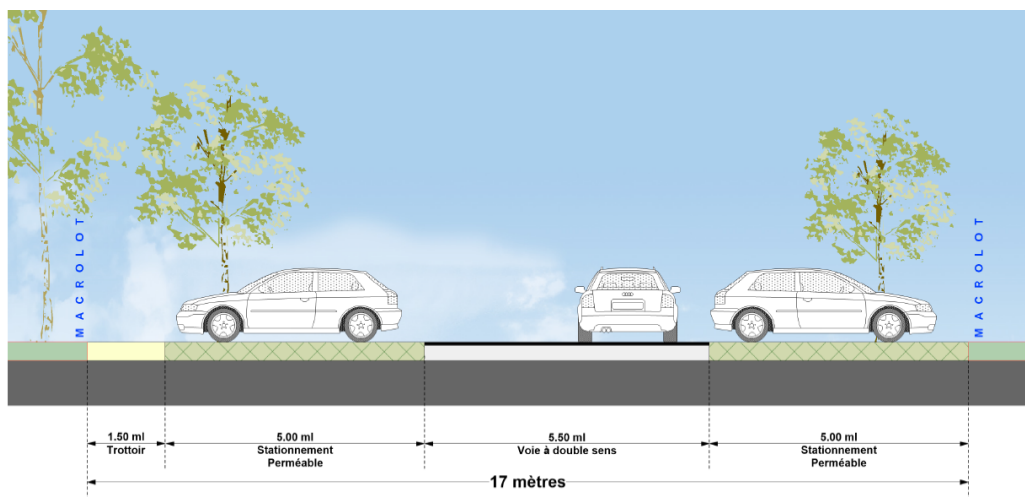 MACROLOT
MACROLOT
1.50 ml
Trottoir
5.00 ml
Stationnement
Perméable
5.50 ml
Voie à double sens
5.00 ml
Stationnement
Perméable
17 mètres